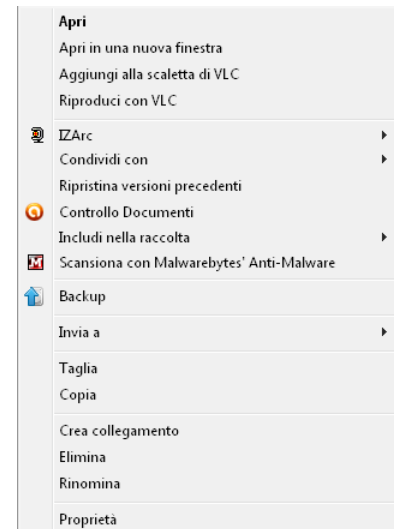 Apri
Apri in una nuova finestra
Aggiungi alla scaletta di VLC
Riproduci con VLC
IZArc
Condividi con
Ripristina versioni precedenti
Controllo Documenti
Includi nella raccolta
Scansiona con Malwarebytes' Anti-Malware
Backup
Invia a
Taglia
Copia
Crea collegamento
Elimina
Rinomina
Proprietà